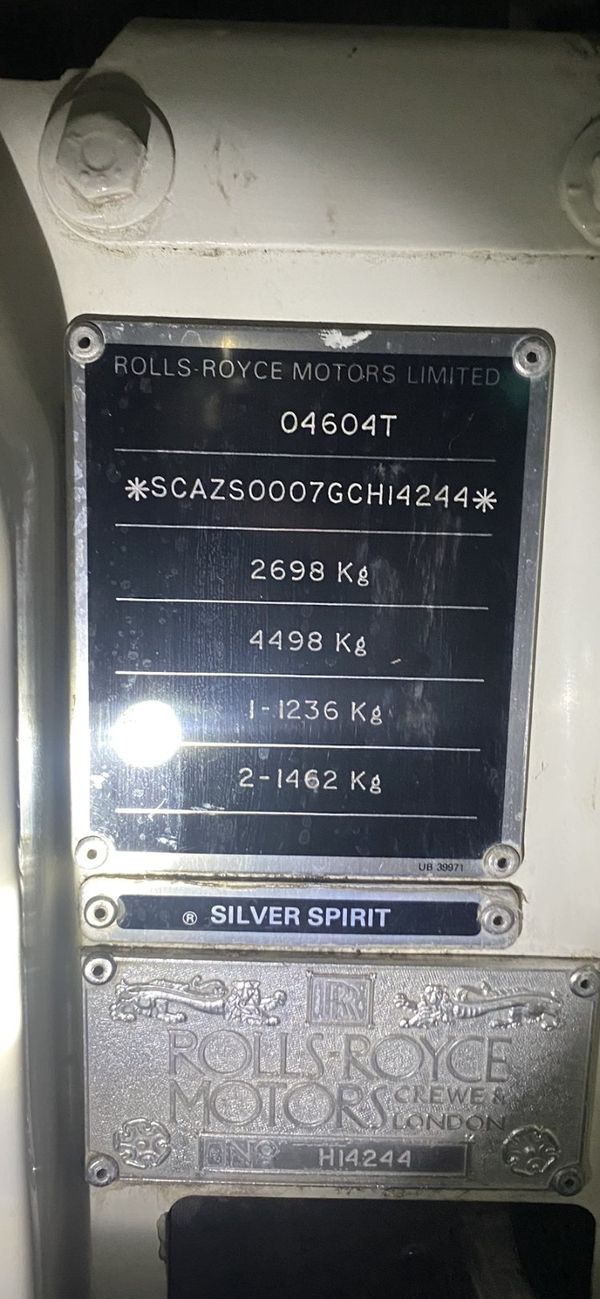 ROLLS-ROYCE MOTORS LIMITED
04604T
*SCAZS0007GCH14244*
2698 Kg
4498 Kg
1-1236 Kg
2-1462 Kg
UB 39971
® SILVER SPIRIT
RR
ROLLS-ROYCE
MOTORS CREWE &
LONDON
H14244